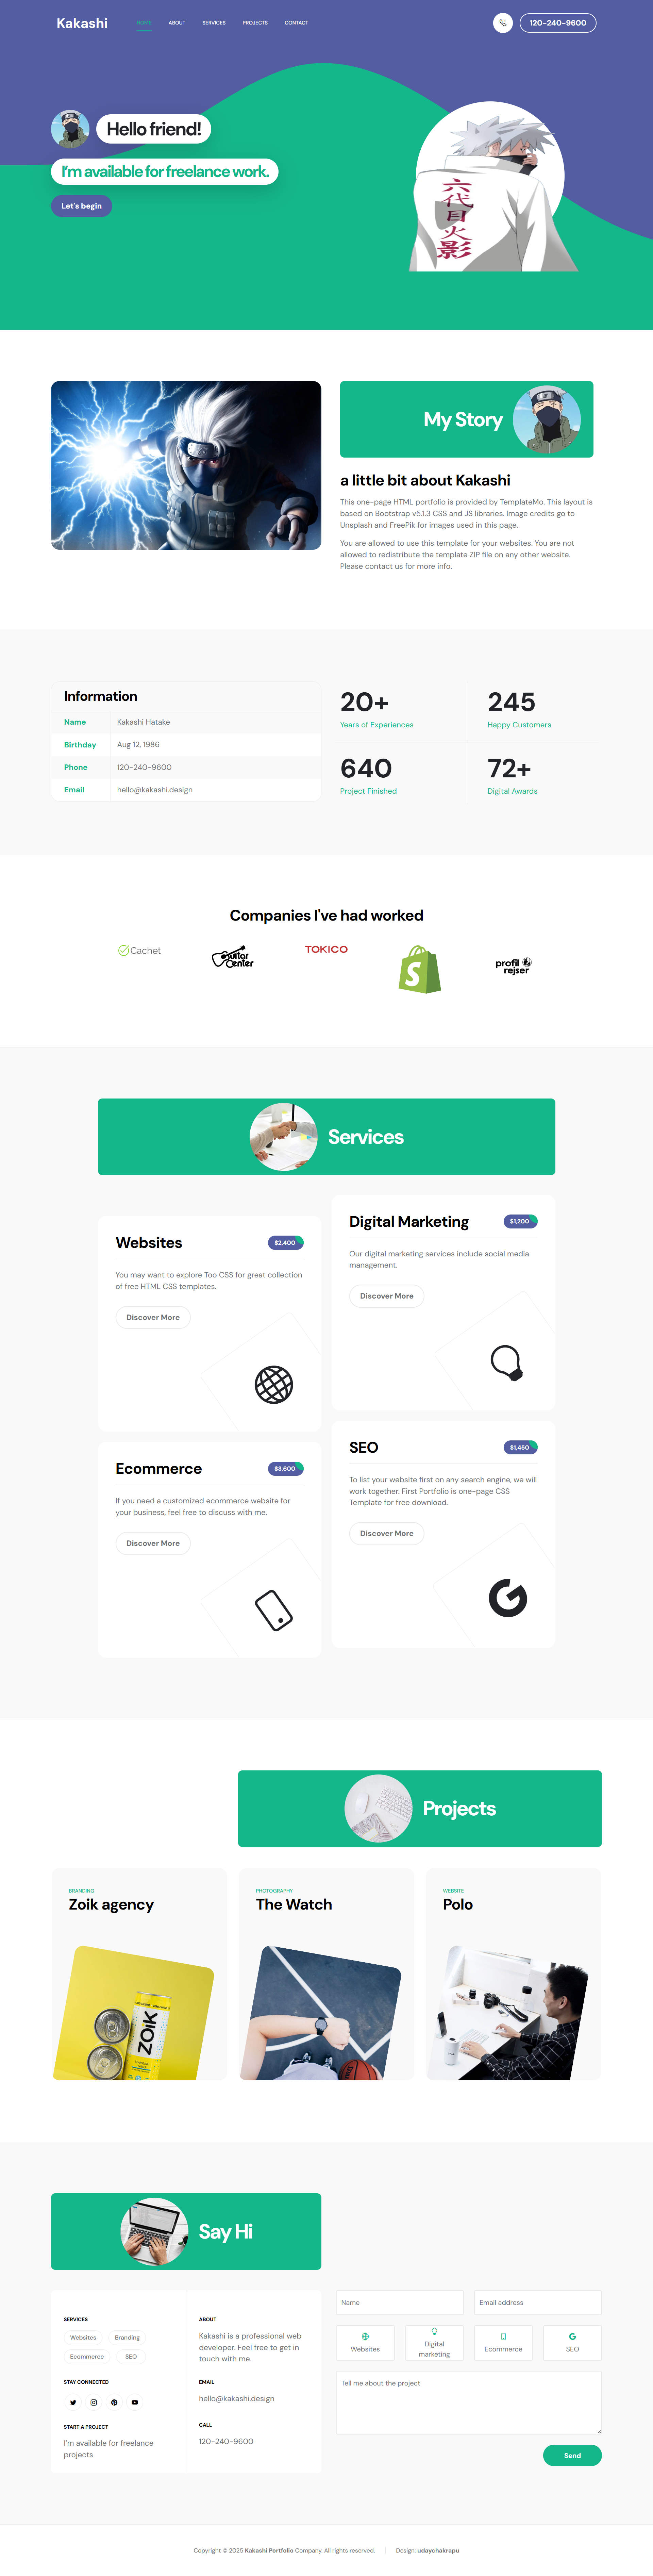 Kakashi
HOME
ABOUT
SERVICES
PROJECTS
CONTACT
120-240-9600
Hello friend!
I'm available for freelance work.
Let's begin
六
代
目
火
影
My Story
a little bit about Kakashi
This one-page HTML portfolio is provided by TemplateMo. This layout is
based on Bootstrap v5.1.3 CSS and JS libraries. Image credits go to
Unsplash and FreePik for images used in this page.
You are allowed to use this template for your websites. You are not
allowed to redistribute the template ZIP file on any other website.
Please contact us for more info.
Information
Name Kakashi Hatake
Birthday Aug 12, 1986
Phone 120-240-9600
Email hello@kakashi.design
20+
Years of Experiences
245
Happy Customers
640
Project Finished
72+
Digital Awards
Companies I've had worked
Cachet
Guitar
Center
TOKICO
S
profil
rejser
Services
Websites
$2,400
You may want to explore Too CSS for great collection
of free HTML CSS templates.
Discover More
Digital Marketing
$1,200
Our digital marketing services include social media
management.
Discover More
Ecommerce
$3,600
If you need a customized ecommerce website for
your business, feel free to discuss with me.
Discover More
SEO
$1,450
To list your website first on any search engine, we will
work together. First Portfolio is one-page CSS
Template for free download.
Discover More
Projects
BRANDING
Zoik agency
ZOiK
PHOTOGRAPHY
The Watch
WEBSITE
Polo
Say Hi
SERVICES
Websites
Branding
Ecommerce
SEO
STAY CONNECTED
START A PROJECT
I'm available for freelance
projects
ABOUT
Kakashi is a professional web
developer. Feel free to get in
touch with me.
EMAIL
hello@kakashi.design
CALL
120-240-9600
Name
Email address
Websites
Digital
marketing
Ecommerce
SEO
Tell me about the project
Send
Copyright © 2025 Kakashi Portfolio Company. All rights reserved.
Design: udaychakrapu